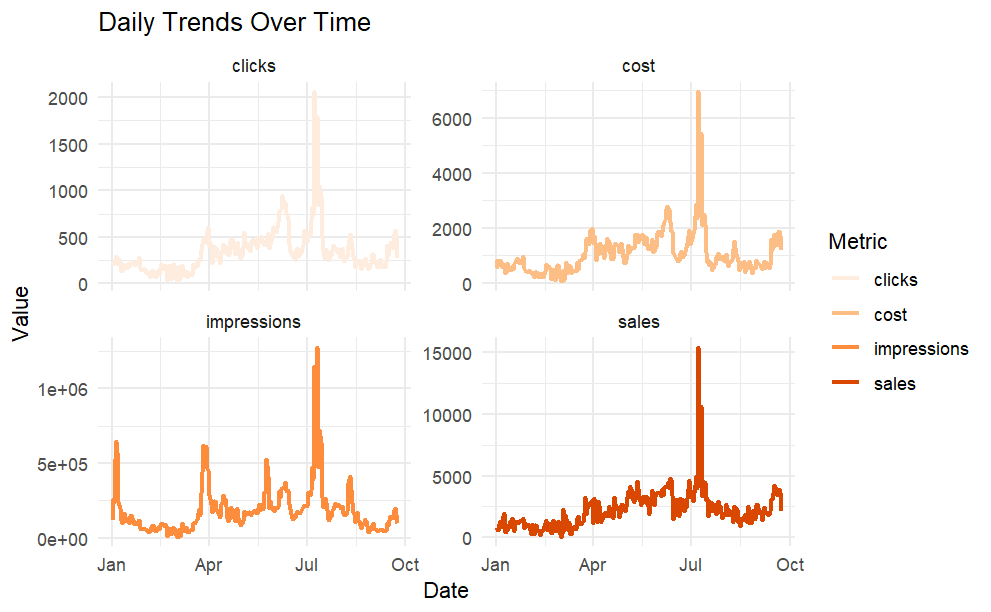 Daily Trends Over Time
clicks
cost
2000
1500
1000
500
0
6000
4000
2000
0
impressions
sales
1e+06
5e+05
0e+00
15000
10000
5000
0
Jan Apr Jul Oct
Jan Apr Jul Oct
Value
Date
Metric
clicks
cost
impressions
sales